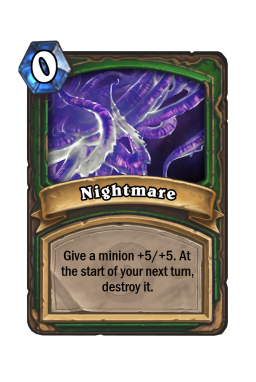 0
Nightmare
Give a minion +5/+5. At
the start of your next turn,
destroy it.